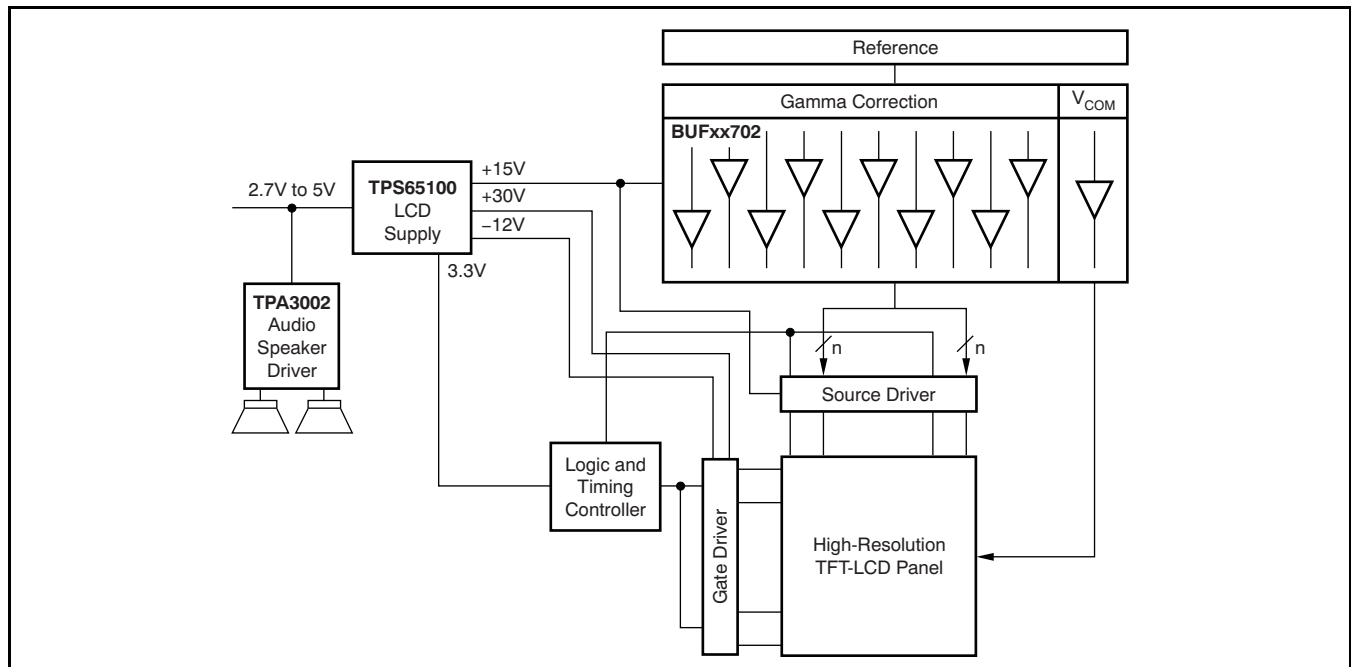 Reference
Gamma Correction
V_COM
BUFxx702
2.7V to 5V
TPS65100
LCD
Supply
+15V
+30V
–12V
3.3V
TPA3002
Audio
Speaker
Driver
n
n
Source Driver
Logic and
Timing
Controller
Gate Driver
High-Resolution
TFT-LCD Panel